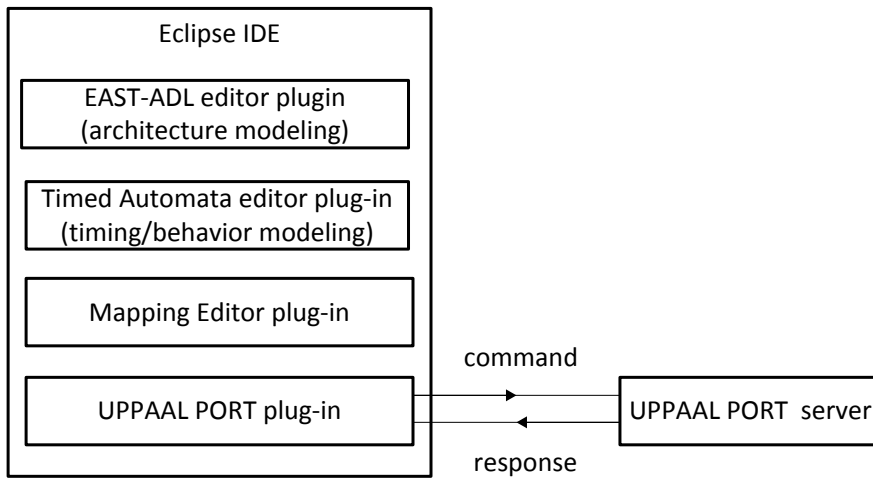 Eclipse IDE
EAST-ADL editor plugin
(architecture modeling)
Timed Automata editor plug-in
(timing/behavior modeling)
Mapping Editor plug-in
command
UPPAAL PORT plug-in
UPPAAL PORT server
response